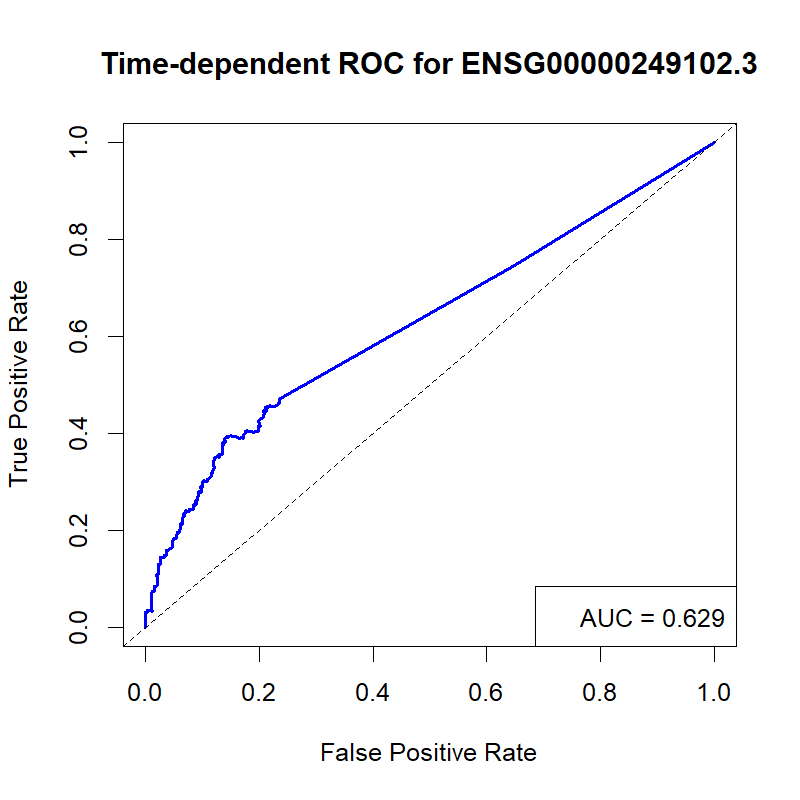 Time-dependent ROC for ENSG00000249102.3
True Positive Rate
1.0
0.8
0.6
0.4
0.2
0.0
AUC = 0.629
0.0 0.2 0.4 0.6 0.8 1.0
False Positive Rate